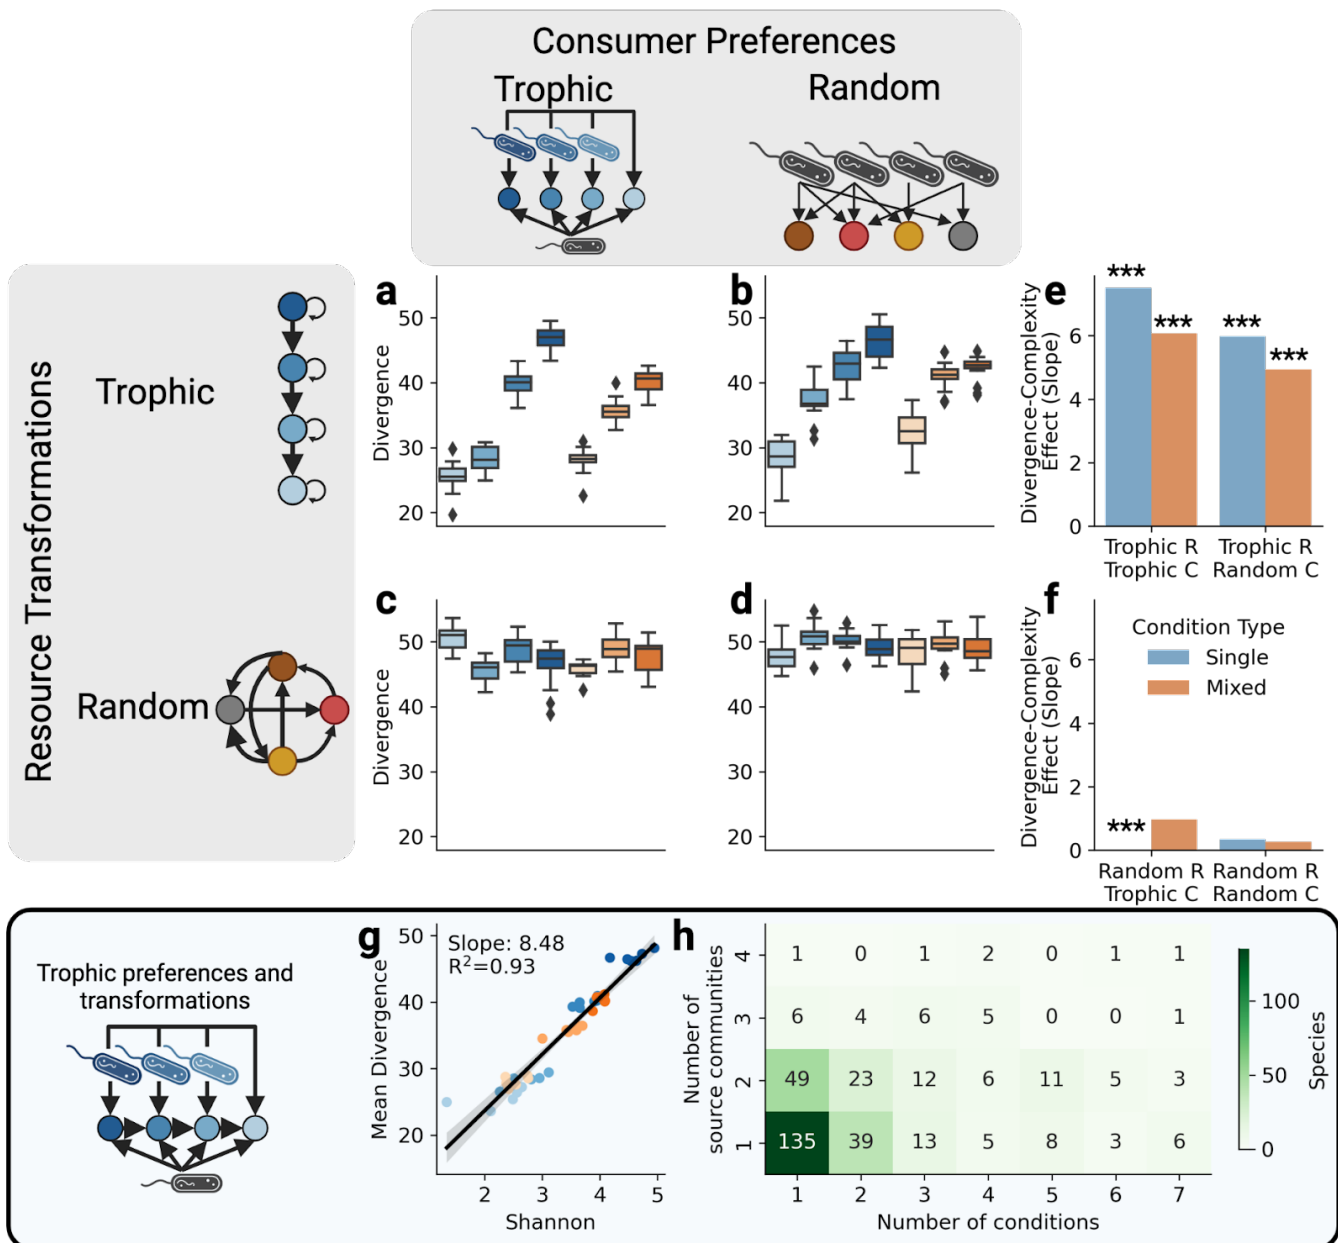 Consumer Preferences
Trophic
Random
Resource Transformations
Trophic
Random
a
Divergence
50
40
30
20
b
50
40
30
20
e
Divergence-Complexity
Effect (Slope)
6
4
2
0
***
***
***
***
Trophic R
Trophic C
Trophic R
Random C
c
Divergence
50
40
30
20
d
50
40
30
20
f
Divergence-Complexity
Effect (Slope)
6
4
2
0
Condition Type
Single
Mixed
***
Random R
Trophic C
Random R
Random C
Trophic preferences and
transformations
g
Mean Divergence
50
40
30
20
Slope: 8.48
R²=0.93
2 3 4 5
Shannon
h
Number of
source communities
4 1 0 1 2 0 1 1
3 6 4 6 5 0 0 1
2 49 23 12 6 11 5 3
1 135 39 13 5 8 3 6
1 2 3 4 5 6 7
Number of conditions
100
50
0
Species